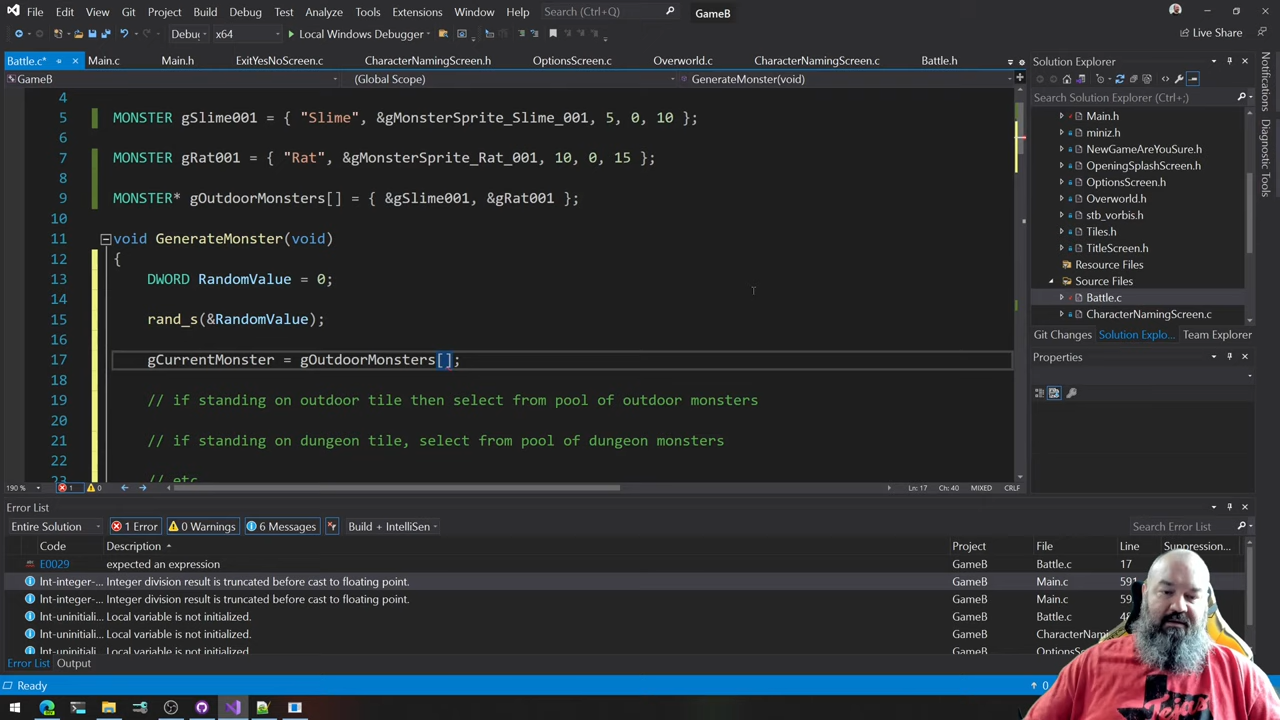 File Edit View Git Project Build Debug Test Analyze Tools Extensions Window Help Search (Ctrl+Q) GameB
Debug x64 Local Windows Debugger Live Share
Battle.c* Main.c Main.h ExitYesNoScreen.c CharacterNamingScreen.h OptionsScreen.c Overworld.c CharacterNamingScreen.c Battle.h
GameB (Global Scope) GenerateMonster(void)
4
5 MONSTER gSlime001 = { "Slime", &gMonsterSprite_Slime_001, 5, 0, 10 };
6
7 MONSTER gRat001 = { "Rat", &gMonsterSprite_Rat_001, 10, 0, 15 };
8
9 MONSTER* gOutdoorMonsters[] = { &gSlime001, &gRat001 };
10
11 void GenerateMonster(void)
12 {
13 DWORD RandomValue = 0;
14
15 rand_s(&RandomValue);
16
17 gCurrentMonster = gOutdoorMonsters[];
18
19 // if standing on outdoor tile then select from pool of outdoor monsters
20
21 // if standing on dungeon tile, select from pool of dungeon monsters
22
23 // etc
190 % 1 0 Ln: 17 Ch: 40 MIXED CRLF
Solution Explorer
Search Solution Explorer (Ctrl+;)
Main.h
miniz.h
NewGameAreYouSure.h
OpeningSplashScreen.h
OptionsScreen.h
Overworld.h
stb_vorbis.h
Tiles.h
TitleScreen.h
Resource Files
Source Files
Battle.c
CharacterNamingScreen.c
Git Changes Solution Explo... Team Explorer
Properties
Notifications
Diagnostic Tools
Error List
Entire Solution 1 Error 0 Warnings 6 Messages Build + IntelliSen Search Error List
Code Description Project File Line Suppression...
E0029 expected an expression GameB Battle.c 17
Int-integer-... Integer division result is truncated before cast to floating point. GameB Main.c 591
Int-integer-... Integer division result is truncated before cast to floating point. GameB Main.c 59
Int-uninitiali... Local variable is not initialized. GameB Battle.c 4
Int-uninitiali... Local variable is not initialized. GameB CharacterNami
Int-uninitiali... Local variable is not initialized. GameB OptionsScreen.c
Error List Output
Ready 0